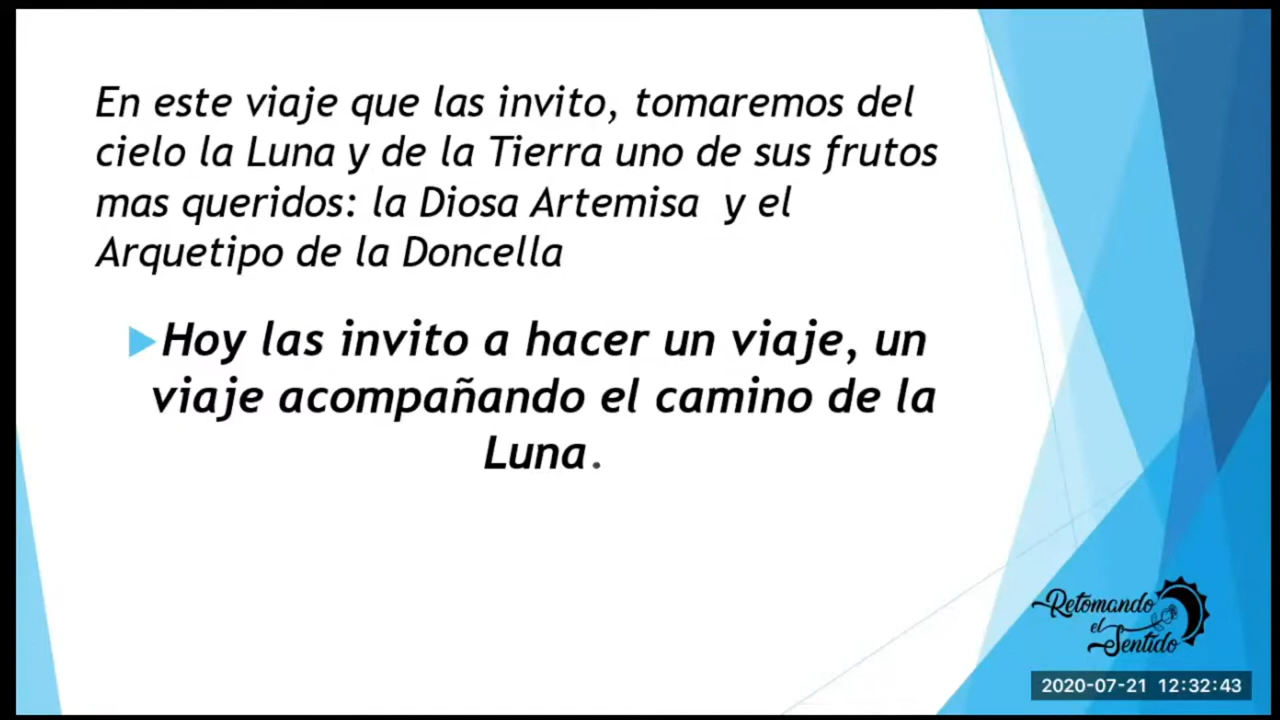 En este viaje que las invito, tomaremos del
cielo la Luna y de la Tierra uno de sus frutos
mas queridos: la Diosa Artemisa y el
Arquetipo de la Doncella
Hoy las invito a hacer un viaje, un
viaje acompañando el camino de la
Luna.
Retomando
el
Sentido
2020-07-21 12:32:43